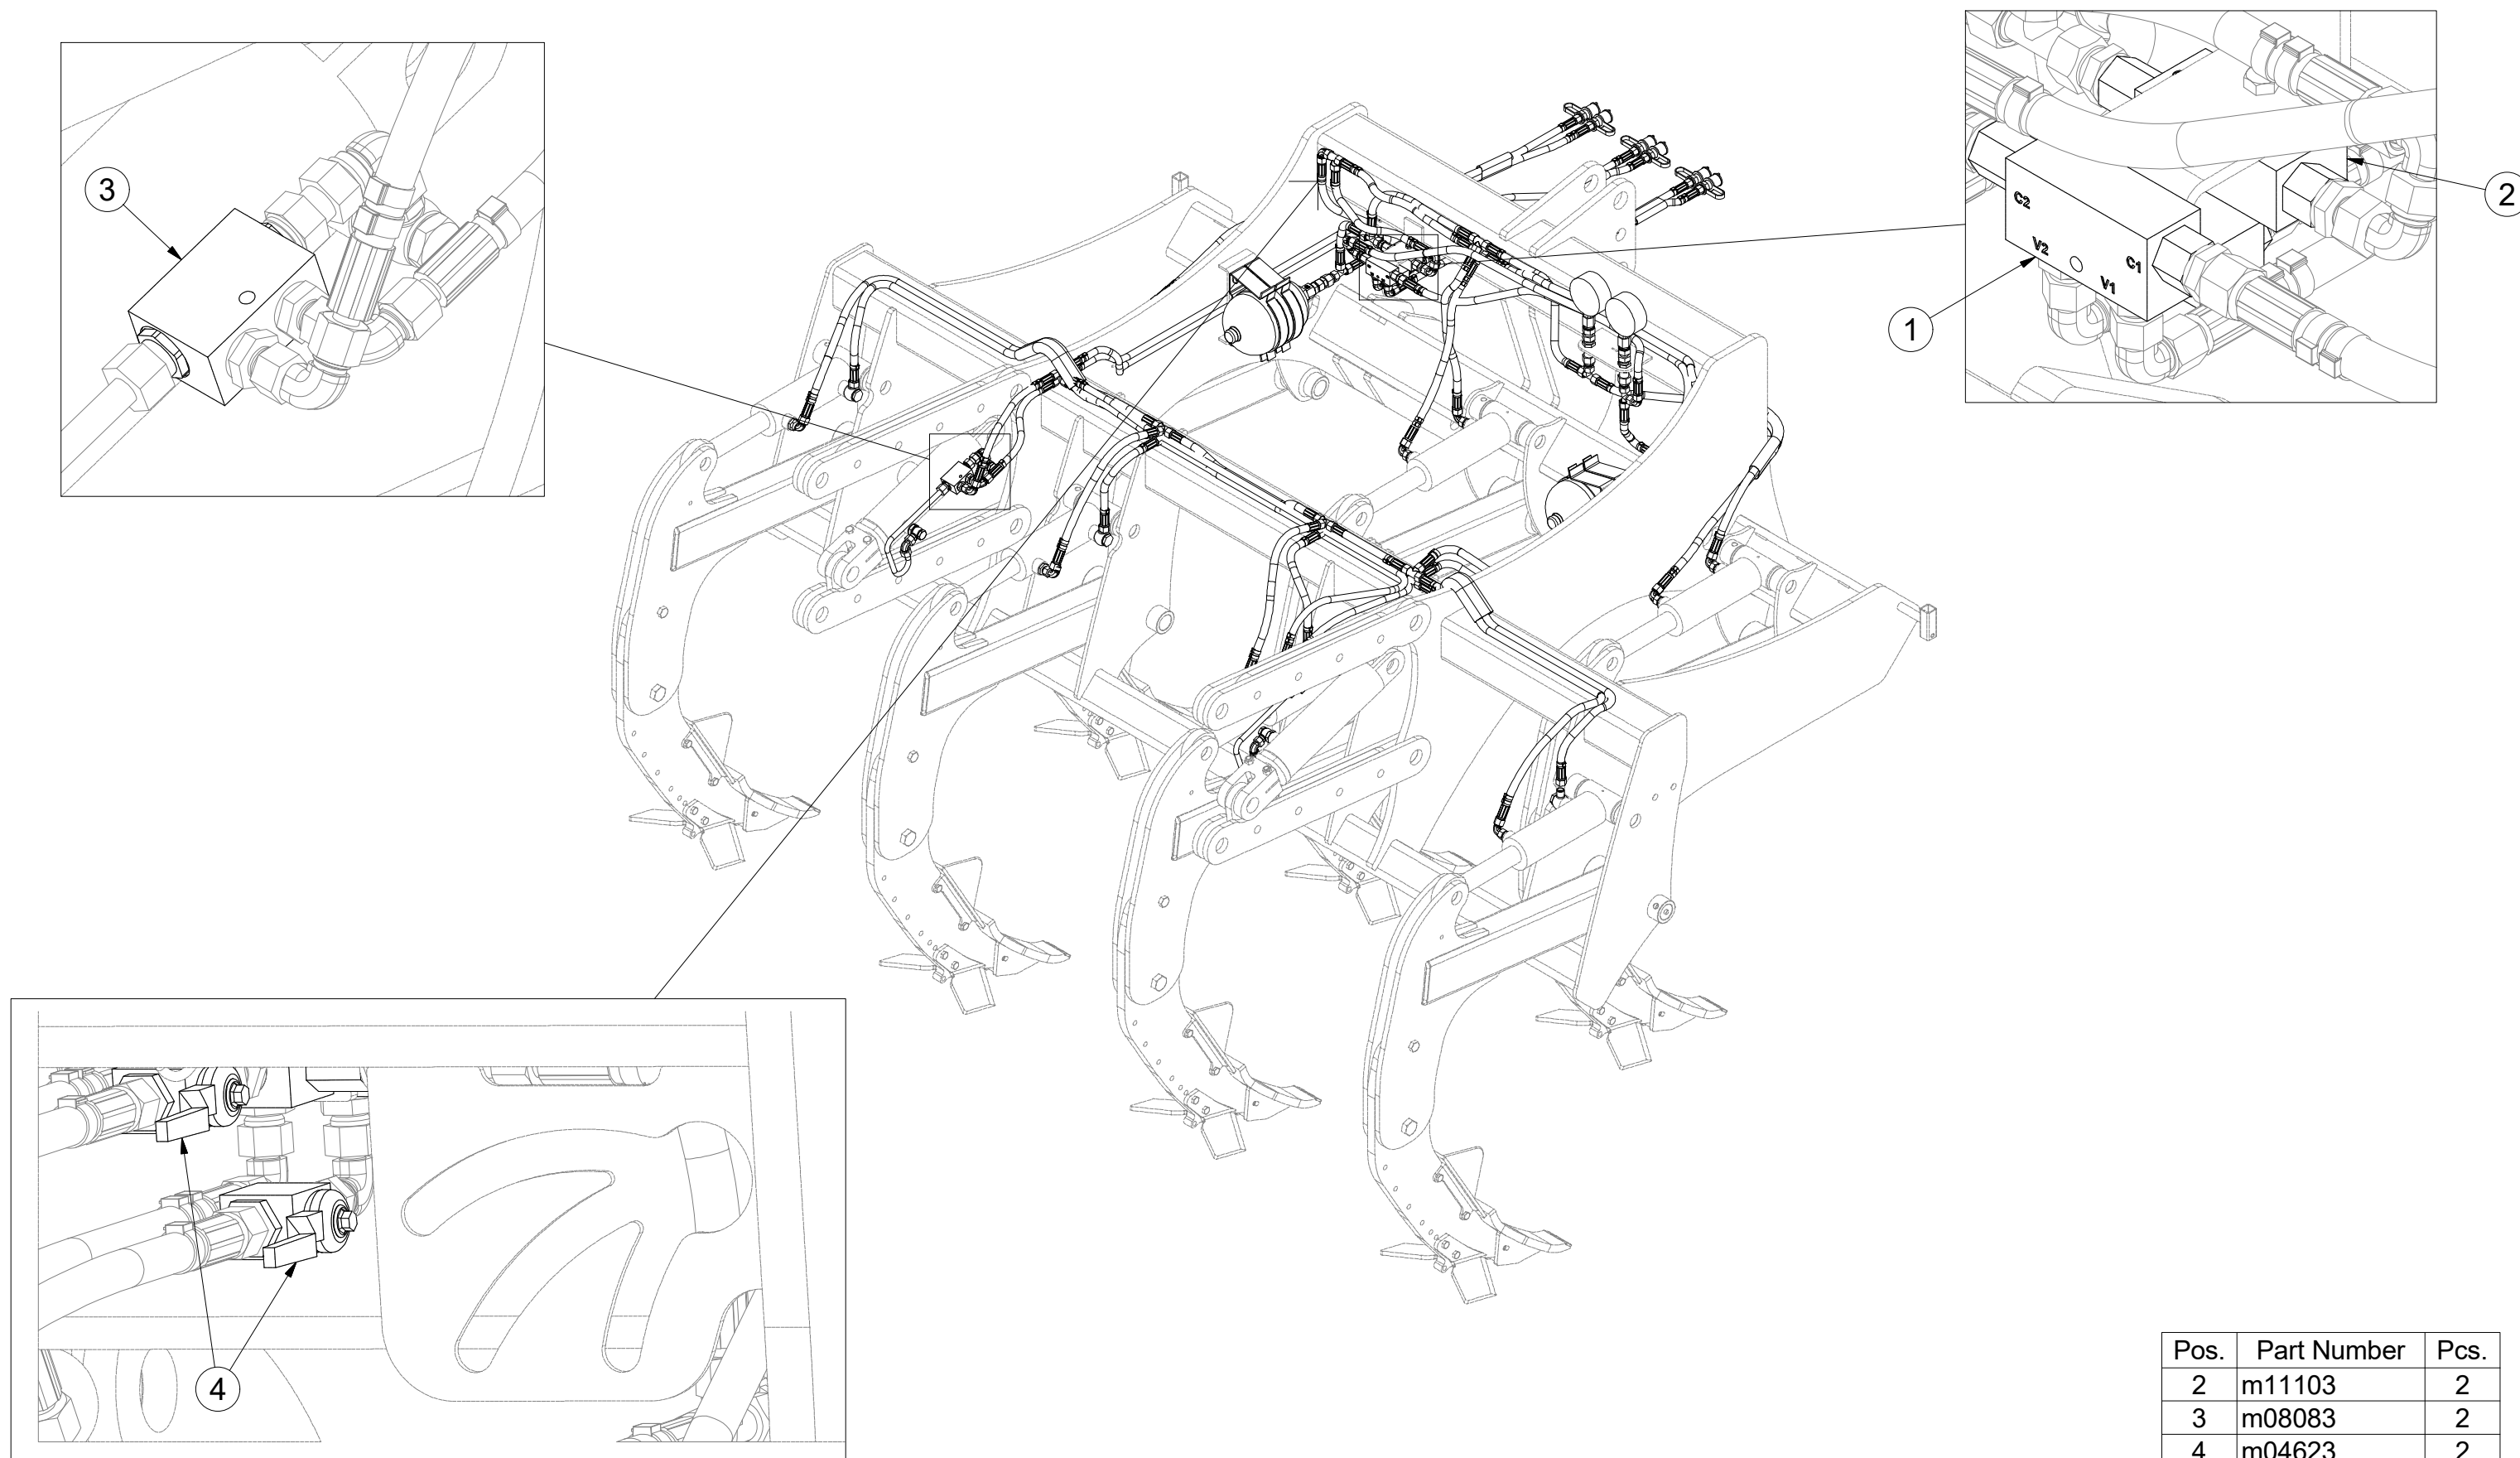 3
C2
V2
C1
V1
2
1
4
Pos. Part Number Pcs.
2 m11103 2
3 m08083 2
4 m04623 2